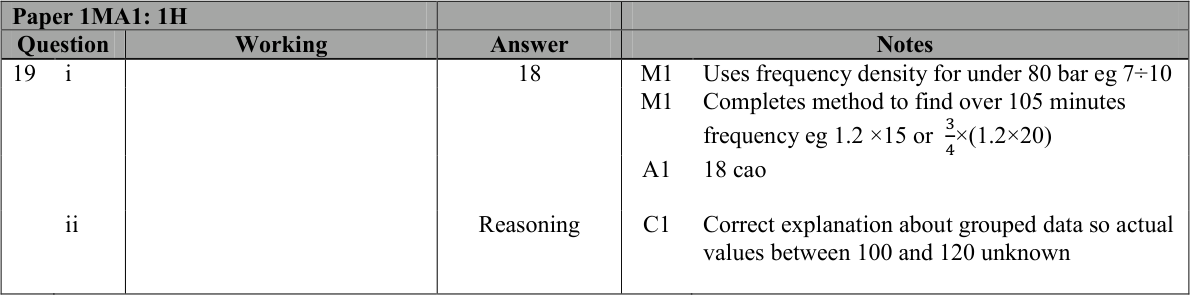 Paper 1MA1: 1H
Question Working Answer Notes
19 i 18 M1 Uses frequency density for under 80 bar eg 7÷10
M1 Completes method to find over 105 minutes
frequency eg 1.2 ×15 or 3/4×(1.2×20)
A1 18 cao
ii Reasoning C1 Correct explanation about grouped data so actual
values between 100 and 120 unknown